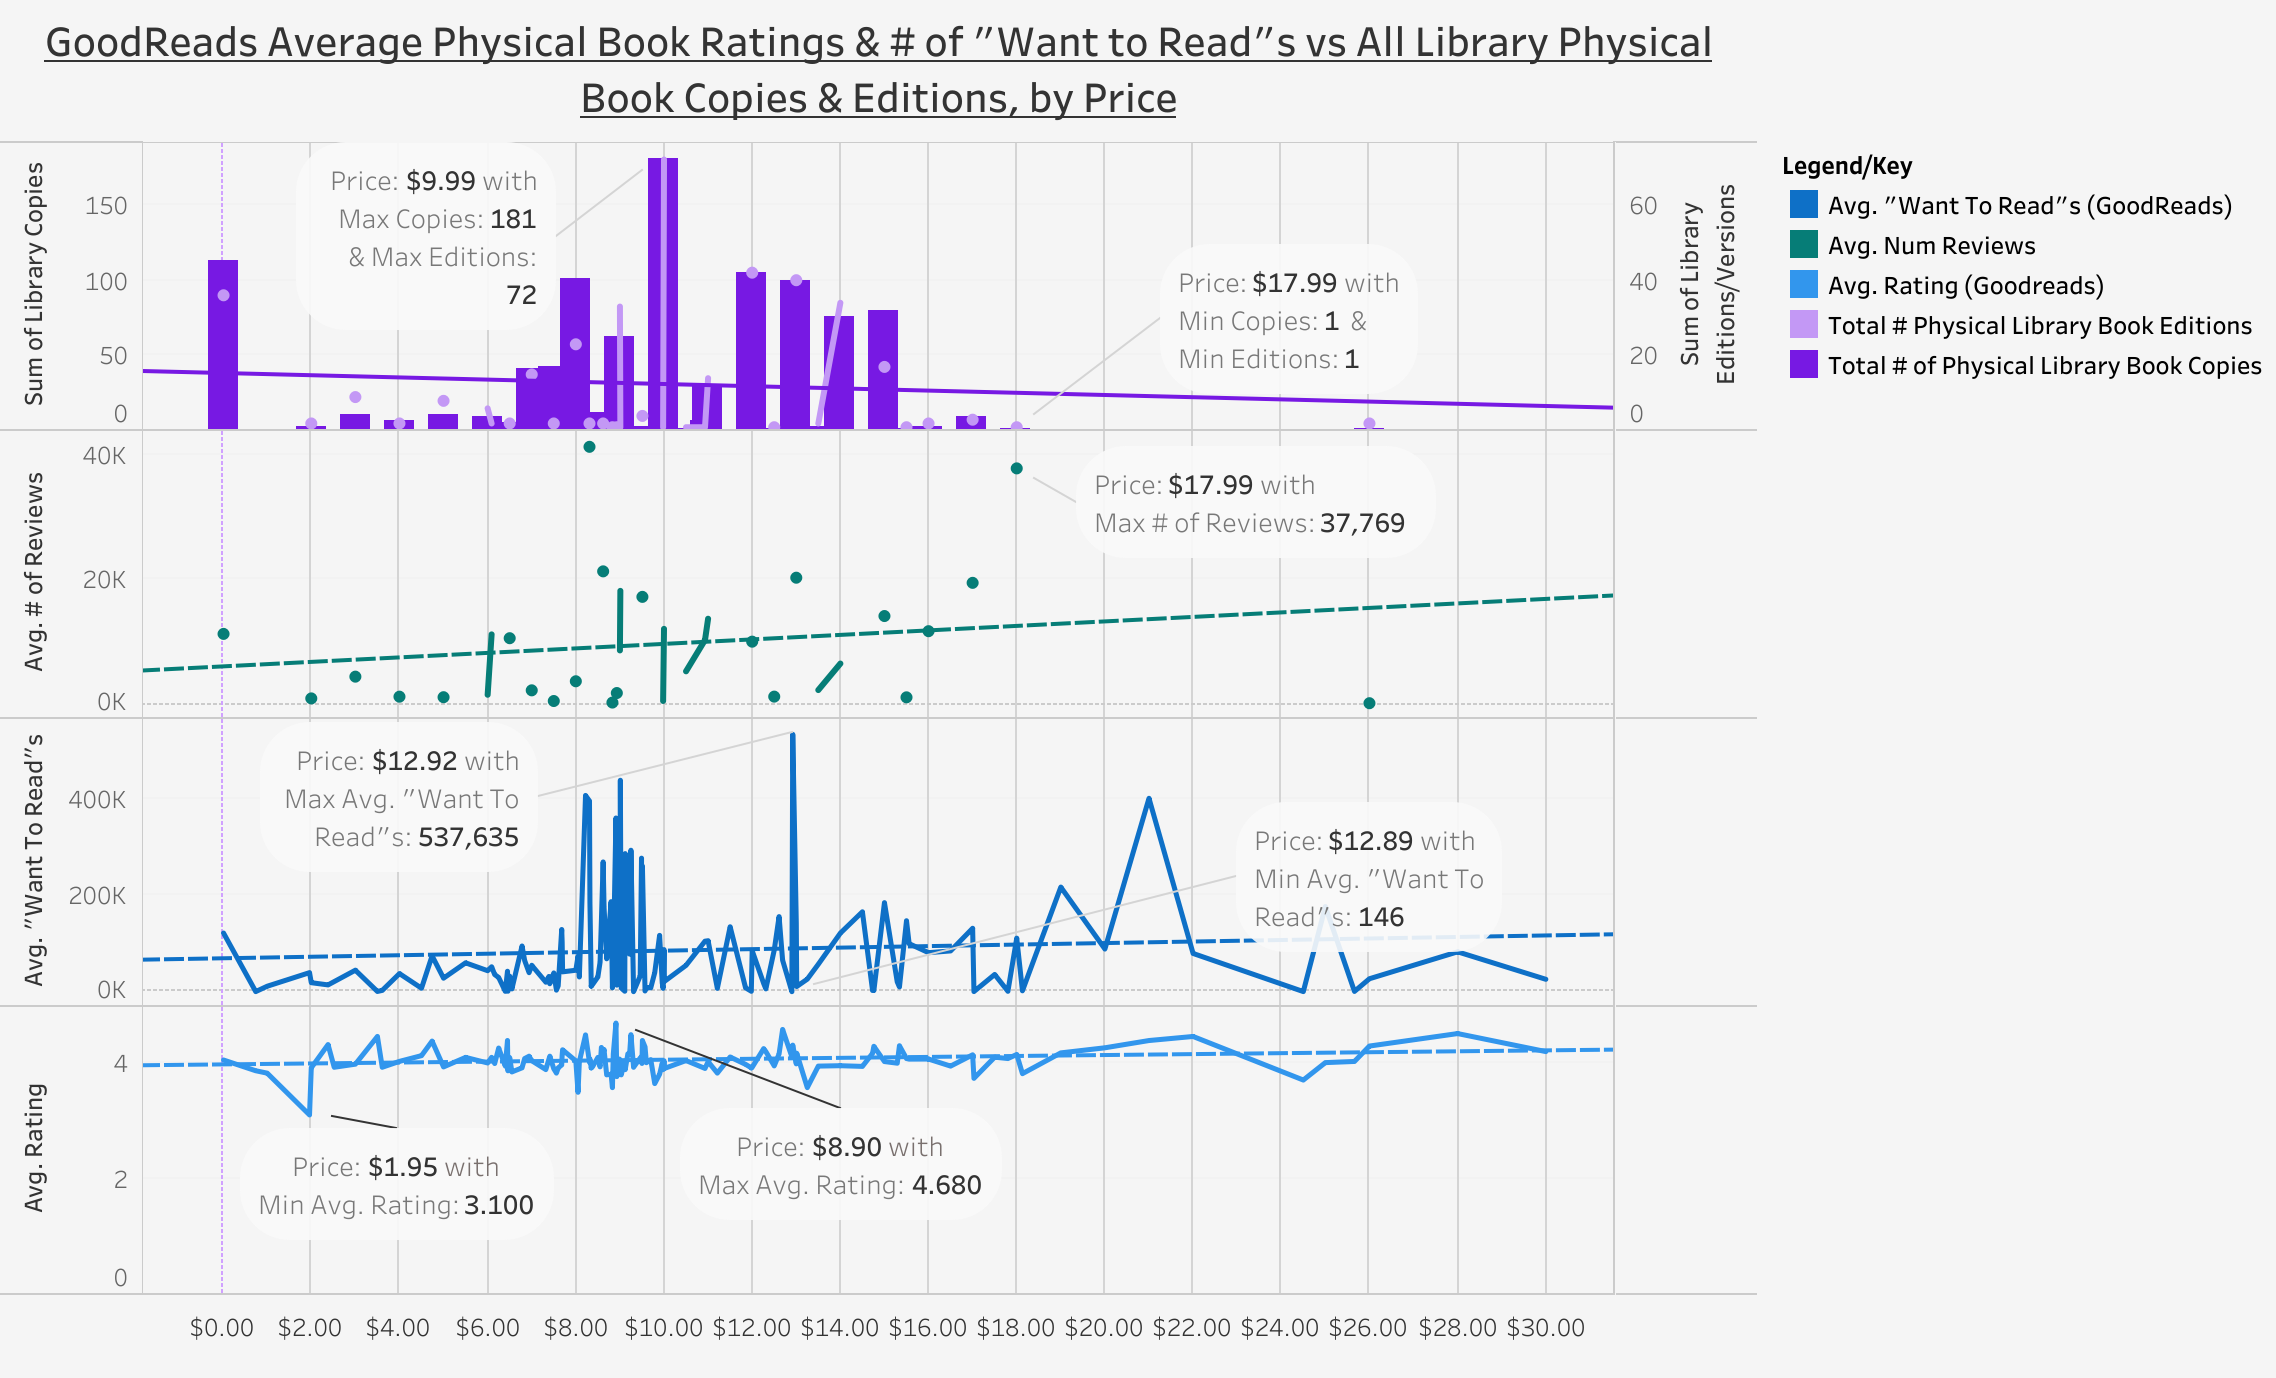 GoodReads Average Physical Book Ratings & # of "Want to Read"s vs All Library Physical
Book Copies & Editions, by Price
Sum of Library Copies
150
100
50
0
Price: $9.99 with
Max Copies: 181
& Max Editions:
72
Price: $17.99 with
Min Copies: 1 &
Min Editions: 1
60
40
20
0
Sum of Library
Editions/Versions
Legend/Key
Avg. "Want To Read"s (GoodReads)
Avg. Num Reviews
Avg. Rating (Goodreads)
Total # Physical Library Book Editions
Total # of Physical Library Book Copies
Avg. # of Reviews
40K
20K
0K
Price: $17.99 with
Max # of Reviews: 37,769
Avg. "Want To Read"s
400K
200K
0K
Price: $12.92 with
Max Avg. "Want To
Read"s: 537,635
Price: $12.89 with
Min Avg. "Want To
Read"s: 146
Avg. Rating
4
2
0
Price: $1.95 with
Min Avg. Rating: 3.100
Price: $8.90 with
Max Avg. Rating: 4.680
$0.00 $2.00 $4.00 $6.00 $8.00 $10.00 $12.00 $14.00 $16.00 $18.00 $20.00 $22.00 $24.00 $26.00 $28.00 $30.00